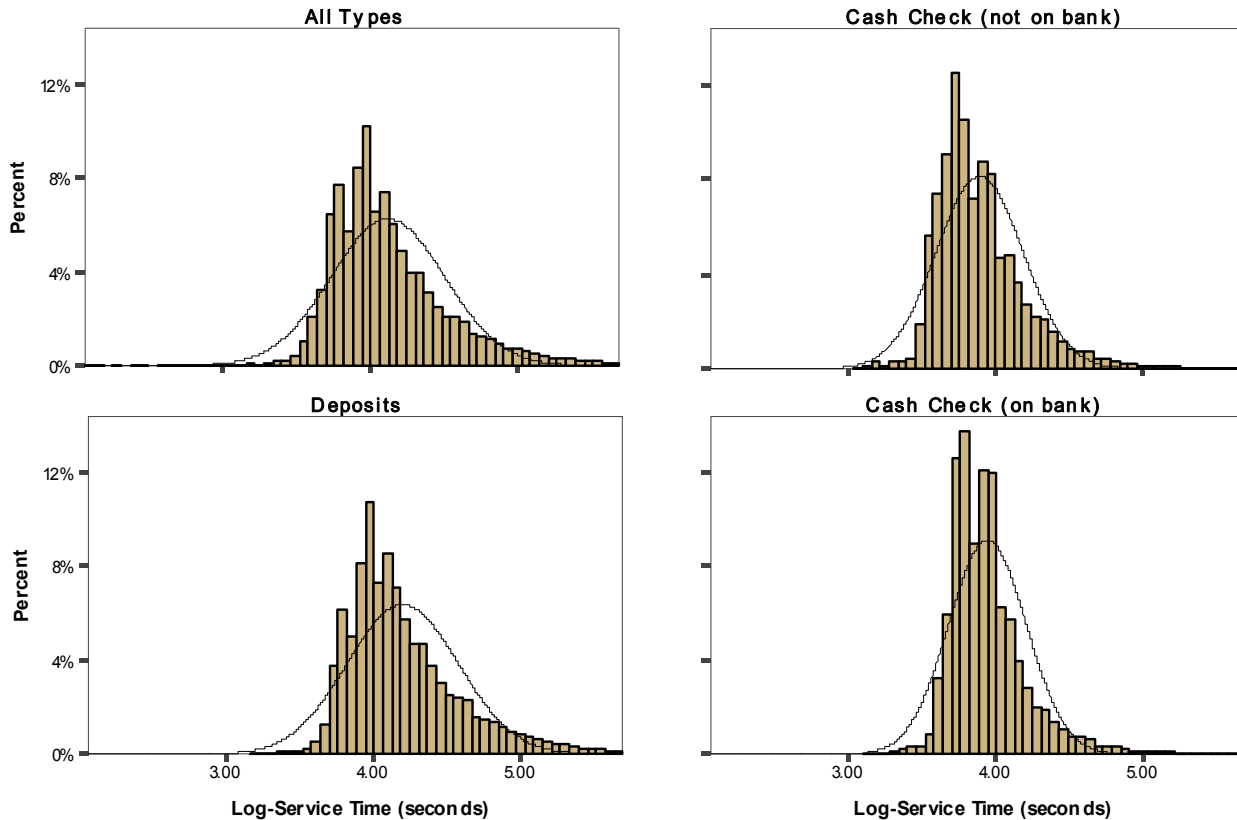 All Types
Cash Check (not on bank)
12%
8%
4%
0%
Percent
Deposits
Cash Check (on bank)
12%
8%
4%
0%
Percent
3.00 4.00 5.00
3.00 4.00 5.00
Log-Service Time (seconds)
Log-Service Time (seconds)